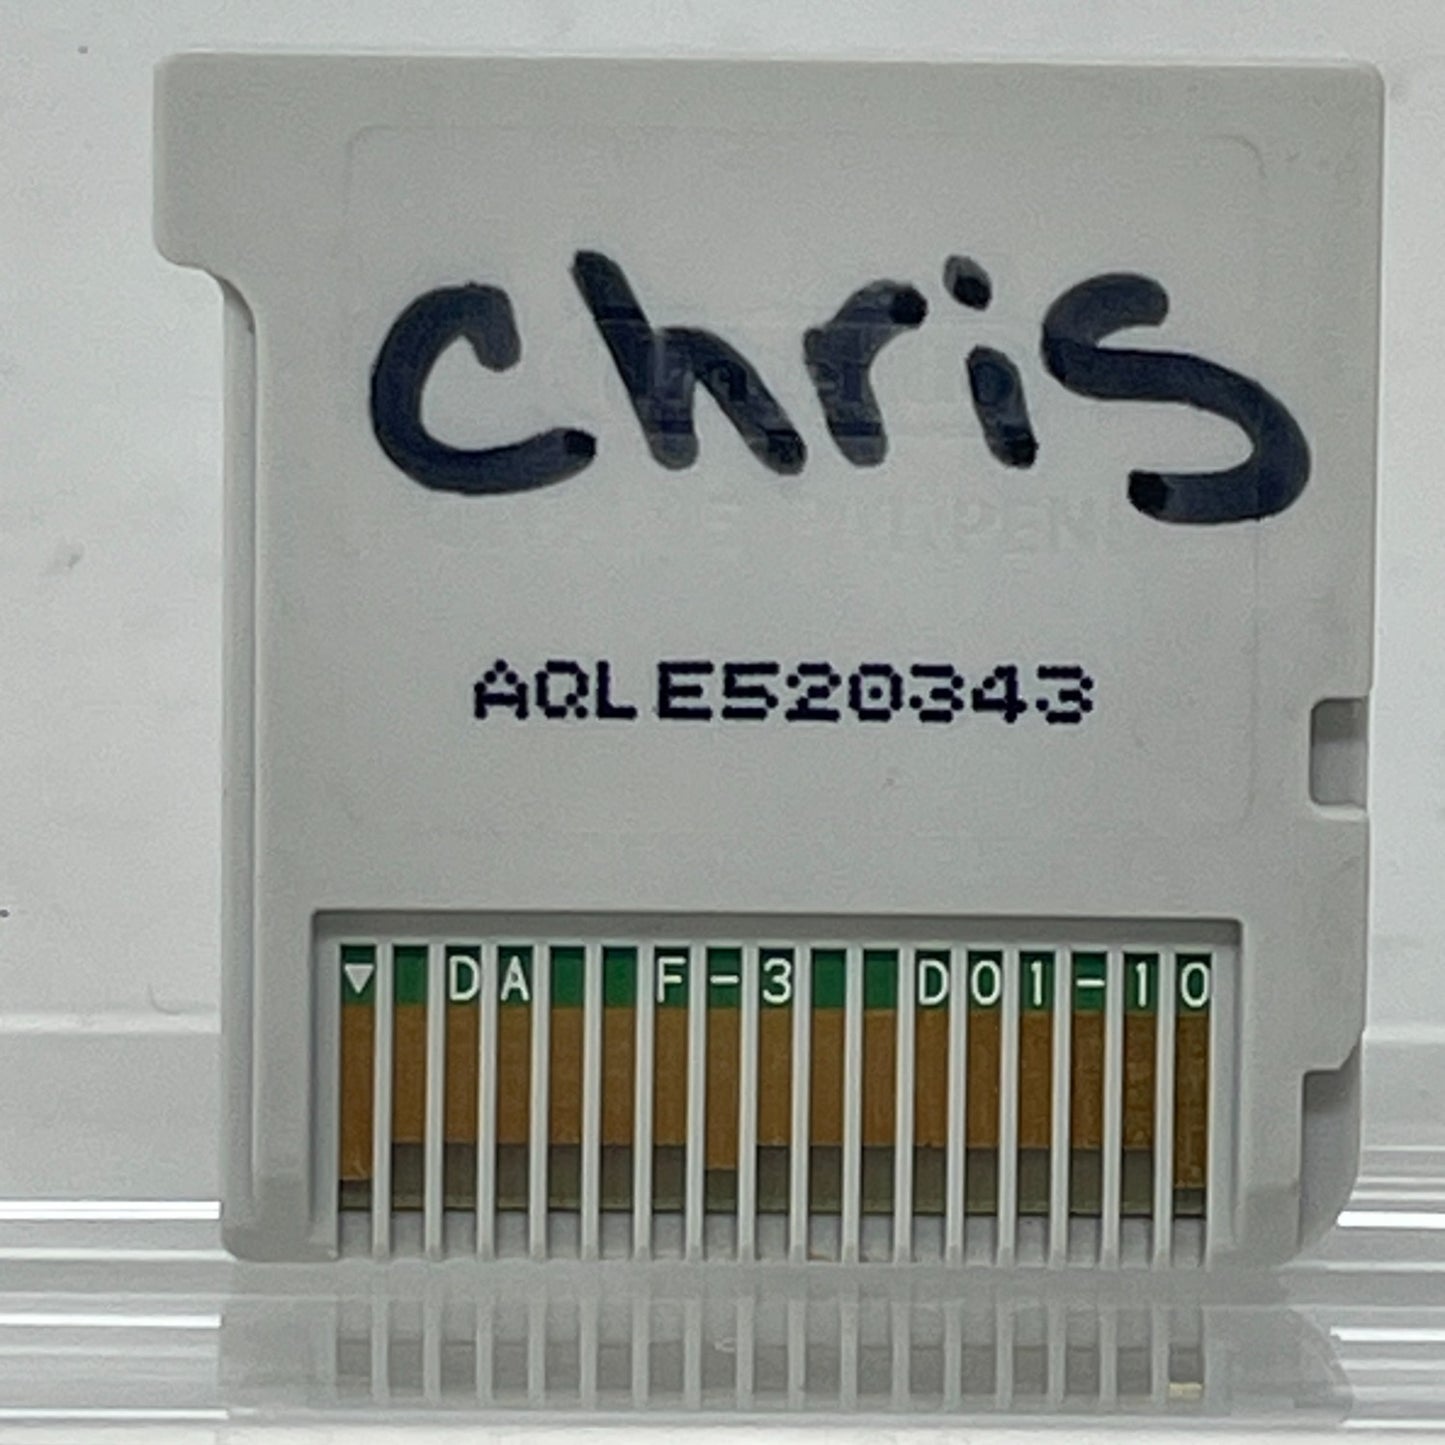 chris
AQLE520343
▼ DA F-3 D01-10